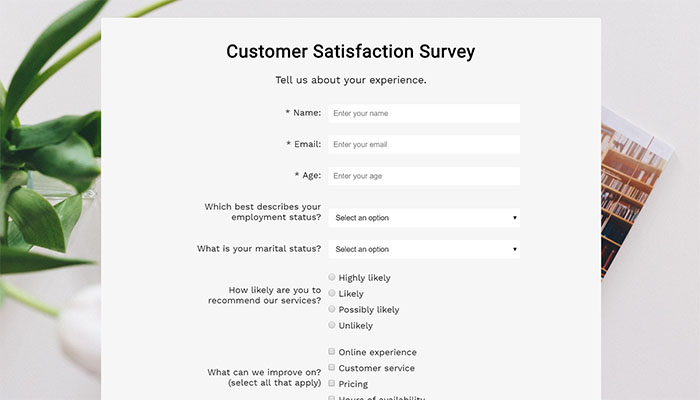 Customer Satisfaction Survey
Tell us about your experience.
* Name:
Enter your name
* Email:
Enter your email
* Age:
Enter your age
Which best describes your
employment status?
Select an option
What is your marital status?
Select an option
How likely are you to
recommend our services?
Highly likely
Likely
Possibly likely
Unlikely
What can we improve on?
(select all that apply)
Online experience
Customer service
Pricing
Hours of availability